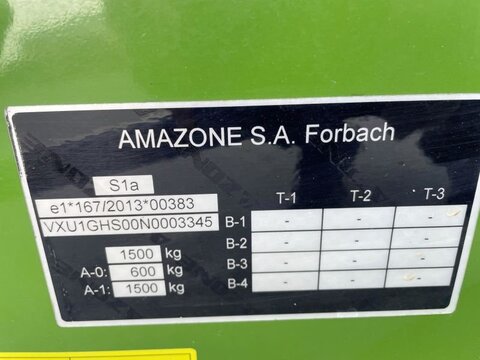 AMAZONE S.A. Forbach
S1a
e1*167/2013*00383
VXU1GHS00N0003345
1500 kg
A-0: 600 kg
A-1: 1500 kg
T-1 T-2 T-3
B-1 - - -
B-2 - - -
B-3 - - -
B-4 - - -